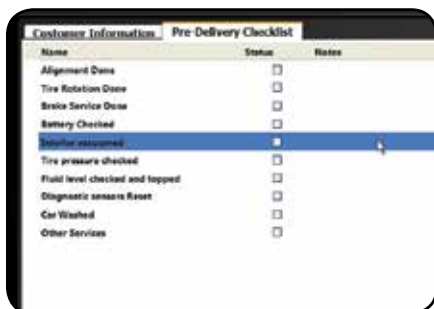 Customer Information Pre-Delivery Checklist
Name Status Notes
Alignment Done
Tire Rotation Done
Brake Service Done
Battery Checked
Interior vacuumed
Tire pressure checked
Fluid level checked and topped
Diagnostic sensors Reset
Car Washed
Other Services